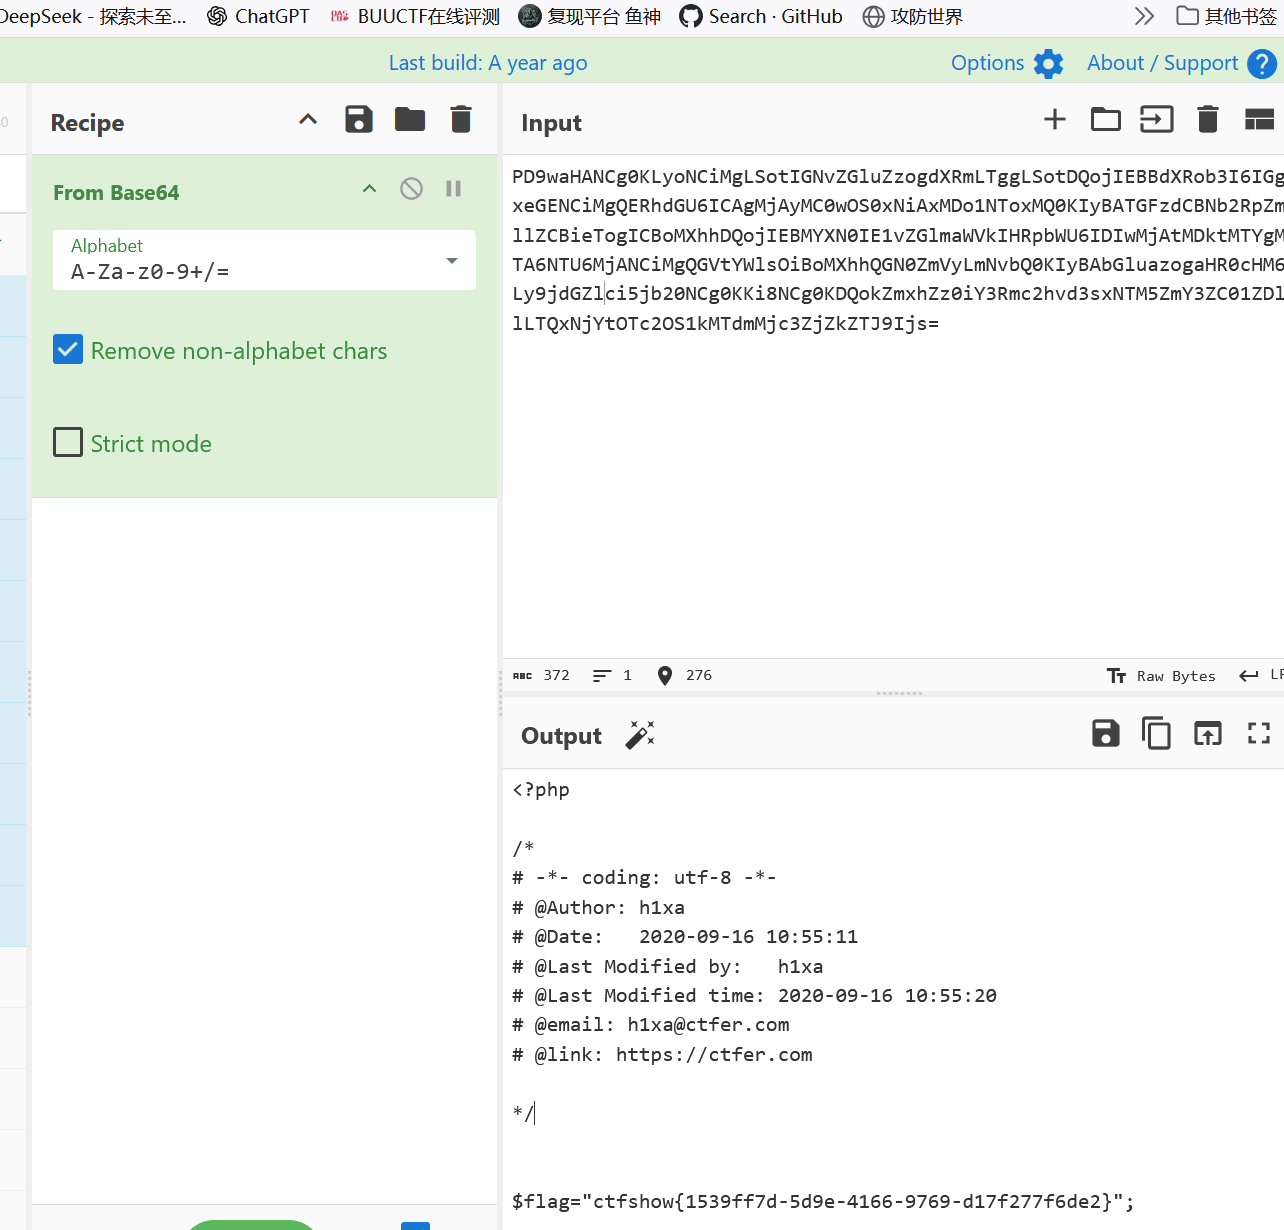 DeepSeek - 探索未至... ChatGPT BUUCTF在线评测 复现平台 鱼神 Search · GitHub 攻防世界 其他书签
Last build: A year ago Options About / Support
Recipe
Input
From Base64
Alphabet
A-Za-z0-9+/=
Remove non-alphabet chars
Strict mode
PD9waHANCg0KLyoNCiMgLSotIGNvZGluZzogdXRmLTggLSotDQojIEBBdXRob3I6IGg
xeGENCiMgQERhdGU6ICAgMjAyMC0wOS0xNiAxMDo1NToxMQ0KIyBATGFzdCBNb2RpZm
llZCBieTogICBoMXhhDQojIEBMYXN0IE1vZGlmaWVkIHRpbWU6IDIwMjAtMDktMTYgM
TA6NTU6MjANCiMgQGVtYWlsOiBoMXhhQGN0ZmVyLmNvbQ0KIyBAbGluazogaHR0cHM6
Ly9jdGZlci5jb20NCg0KKi8NCg0KDQokZmxhZz0iY3Rmc2hvd3sxNTM5ZmY3ZC01ZDl
lLTQxNjYtOTc2OS1kMTdmMjc3ZjZkZTJ9Ijs=
372 1 276 Raw Bytes LF
Output
<?php
/*
# -*- coding: utf-8 -*-
# @Author: h1xa
# @Date:   2020-09-16 10:55:11
# @Last Modified by:   h1xa
# @Last Modified time: 2020-09-16 10:55:20
# @email: h1xa@ctfer.com
# @link: https://ctfer.com
*/
$flag="ctfshow{1539ff7d-5d9e-4166-9769-d17f277f6de2}";